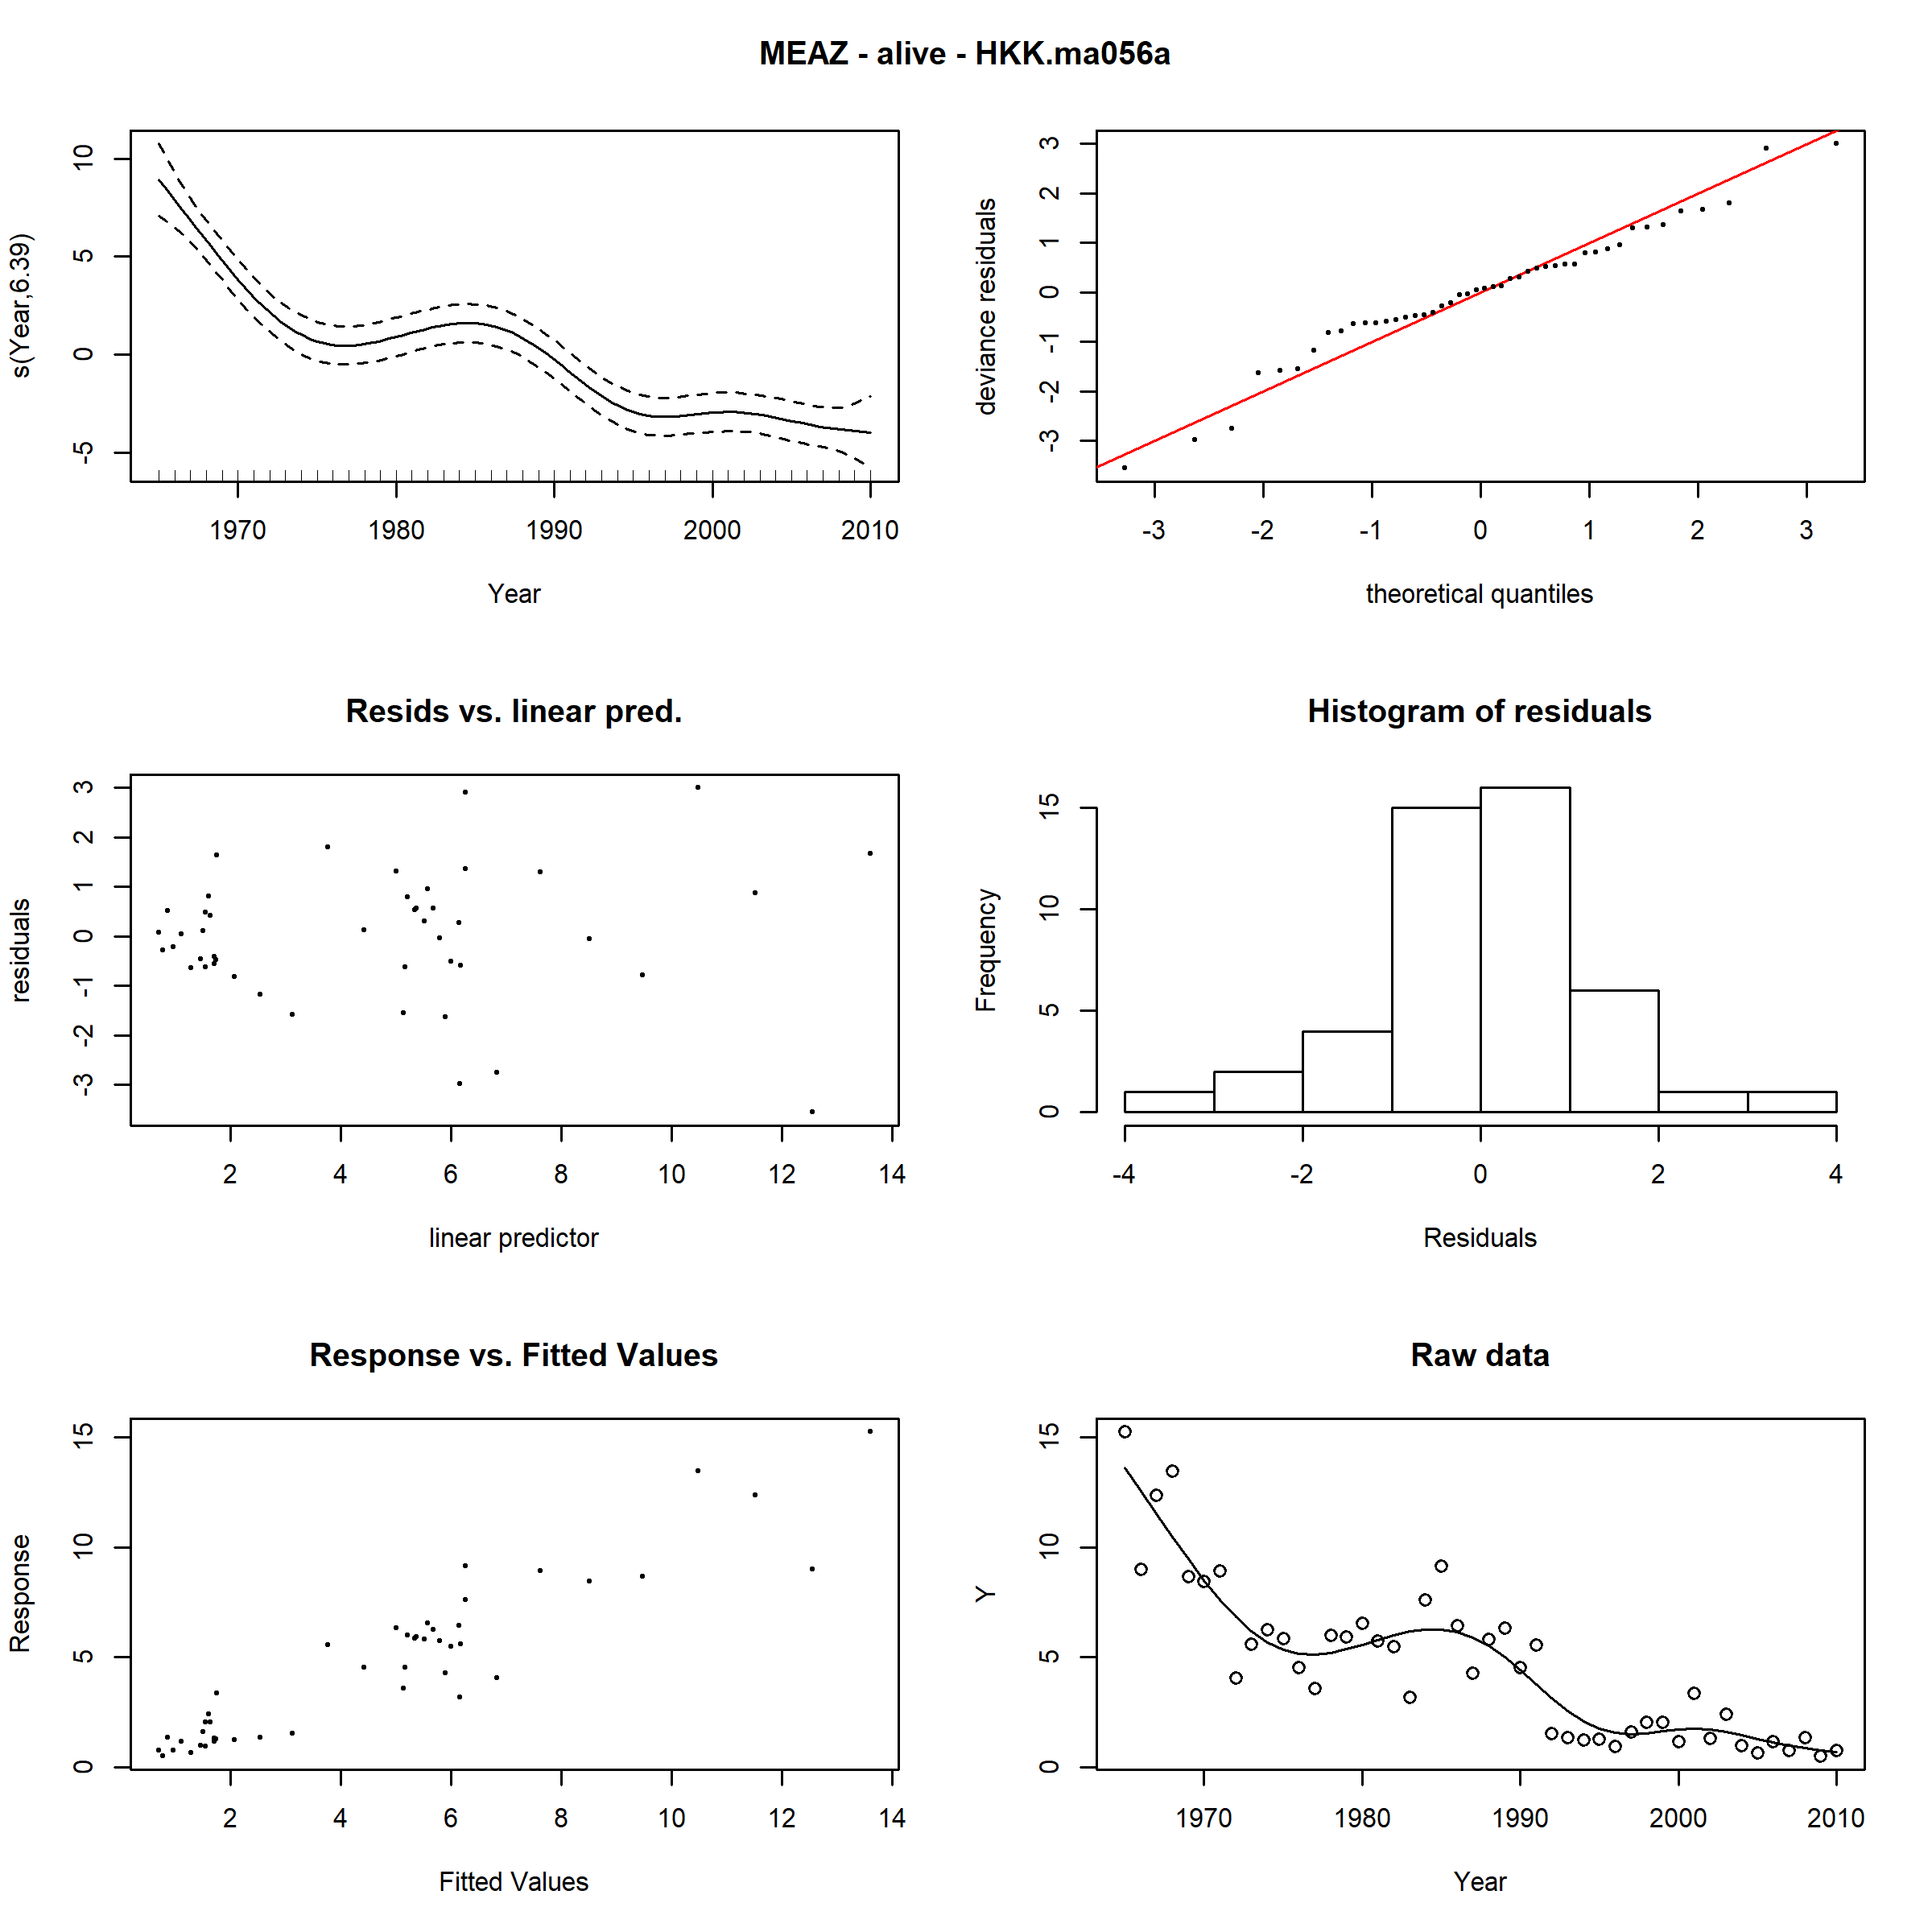 MEAZ - alive - HKK.ma056a
s(Year,6.39)
10
5
0
-5
1970 1980 1990 2000 2010
Year
deviance residuals
3
2
1
0
-1
-2
-3
-3 -2 -1 0 1 2 3
theoretical quantiles
Resids vs. linear pred.
residuals
3
2
1
0
-1
-2
-3
2 4 6 8 10 12 14
linear predictor
Histogram of residuals
Frequency
15
10
5
0
-4 -2 0 2 4
Residuals
Response vs. Fitted Values
Response
15
10
5
0
2 4 6 8 10 12 14
Fitted Values
Raw data
Y
15
10
5
0
1970 1980 1990 2000 2010
Year